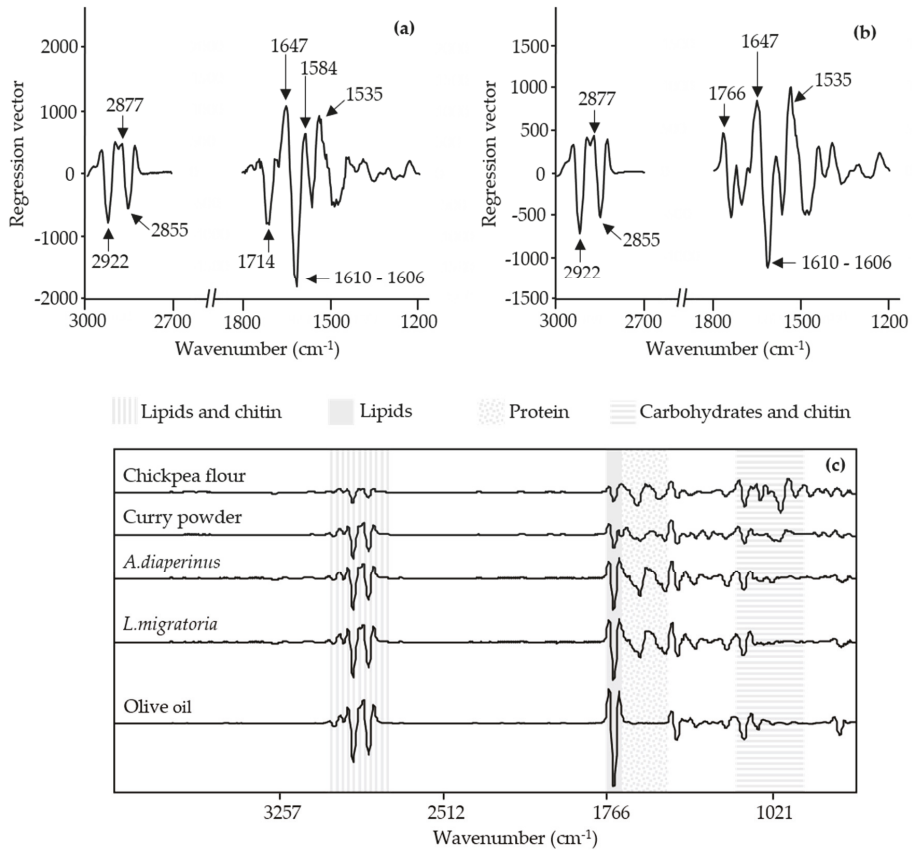 (a)
Regression vector
2000
1000
0
-1000
-2000
2877
2922
2855
1647
1584
1535
1714
1610 - 1606
3000
2700
1800
1500
1200
Wavenumber (cm-1)
(b)
Regression vector
1500
1000
500
0
-500
-1000
-1500
2877
2922
2855
1766
1647
1535
1610 - 1606
3000
2700
1800
1500
1200
Wavenumber (cm-1)
Lipids and chitin
Lipids
Protein
Carbohydrates and chitin
(c)
Chickpea flour
Curry powder
A.diaperinus
L.migratoria
Olive oil
3257
2512
1766
1021
Wavenumber (cm-1)